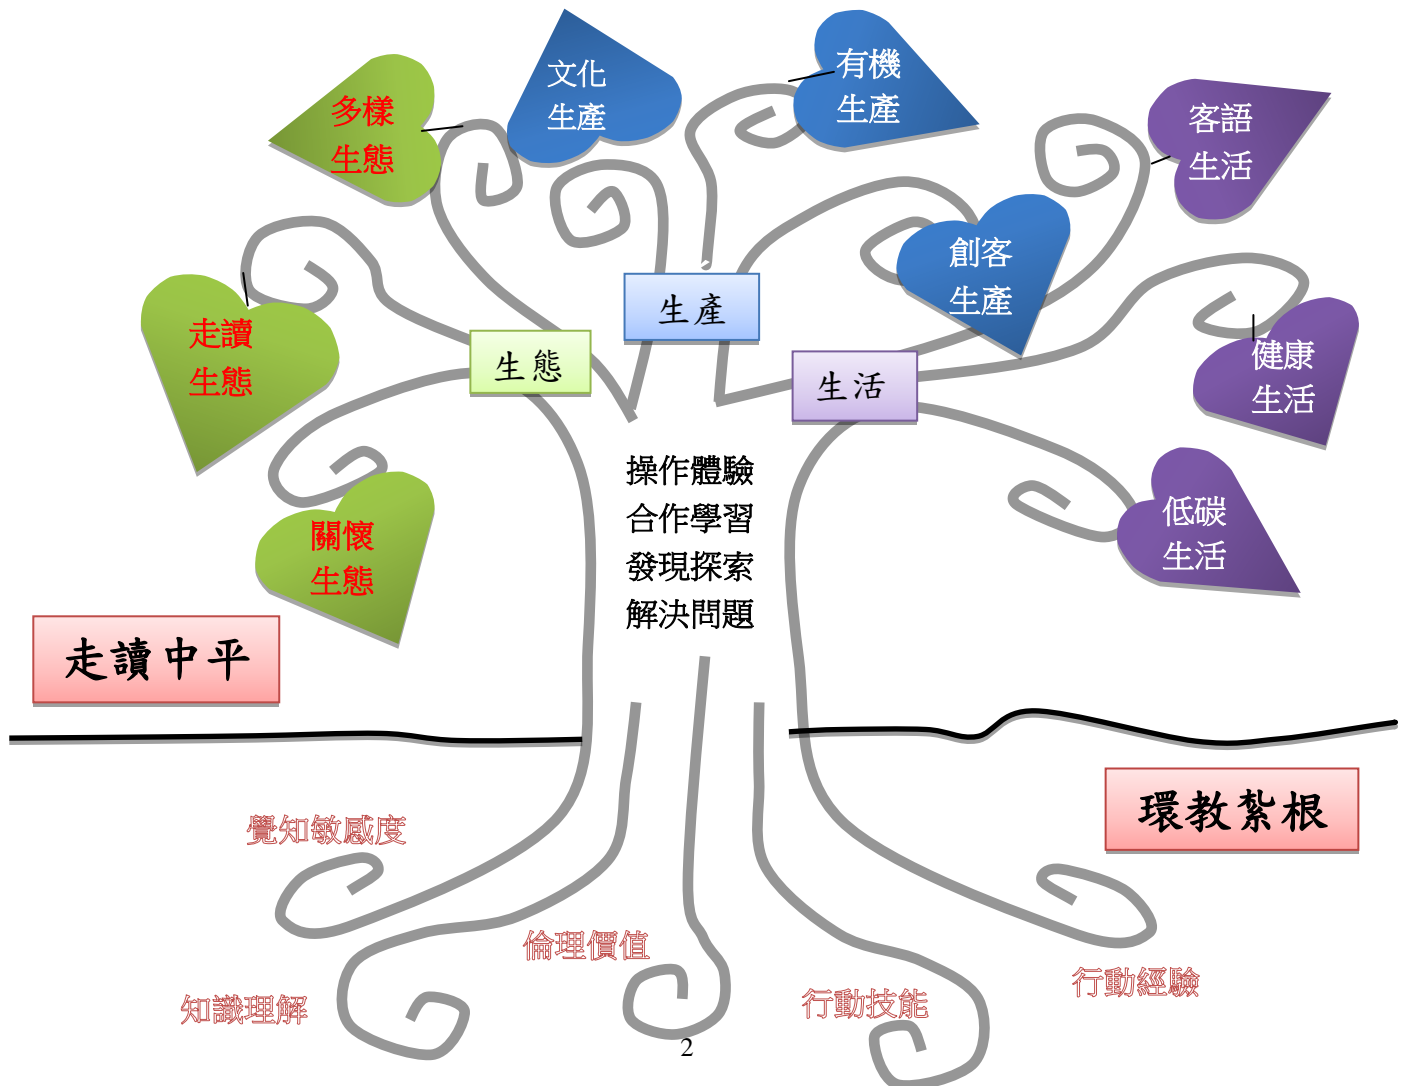 多樣
生態
文化
生產
有機
生產
客語
生活
走讀
生態
生產
創客
生產
生態
生活
健康
生活
關懷
生態
操作體驗
合作學習
發現探索
解決問題
低碳
生活
走讀中平
環教紮根
覺知敏感度
知識理解
倫理價值
行動技能
行動經驗
2